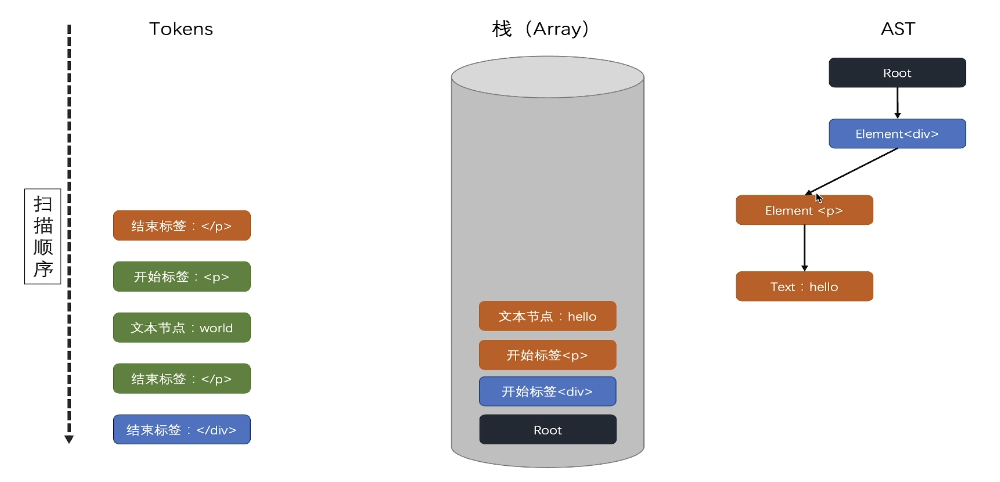 Tokens
扫描顺序
结束标签：</p>
开始标签：<p>
文本节点：world
结束标签：</p>
结束标签：</div>
栈（Array）
文本节点：hello
开始标签<p>
开始标签<div>
Root
AST
Root
Element<div>
Element <p>
Text：hello